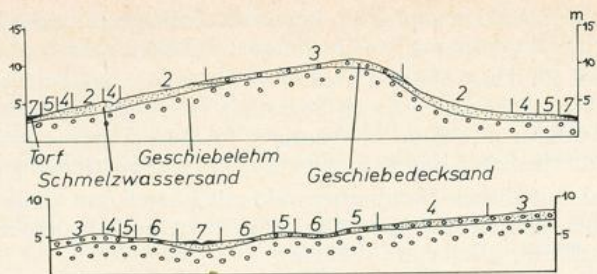 15 m 15
3
10 10
2
7 5 4 2 4 2 4 5 7
5 5
Torf Geschiebelehm
Schmelzwassersand Geschiebedecksand
10 10
3 4 5 6 7 6 5 6 5 4 3
5 5